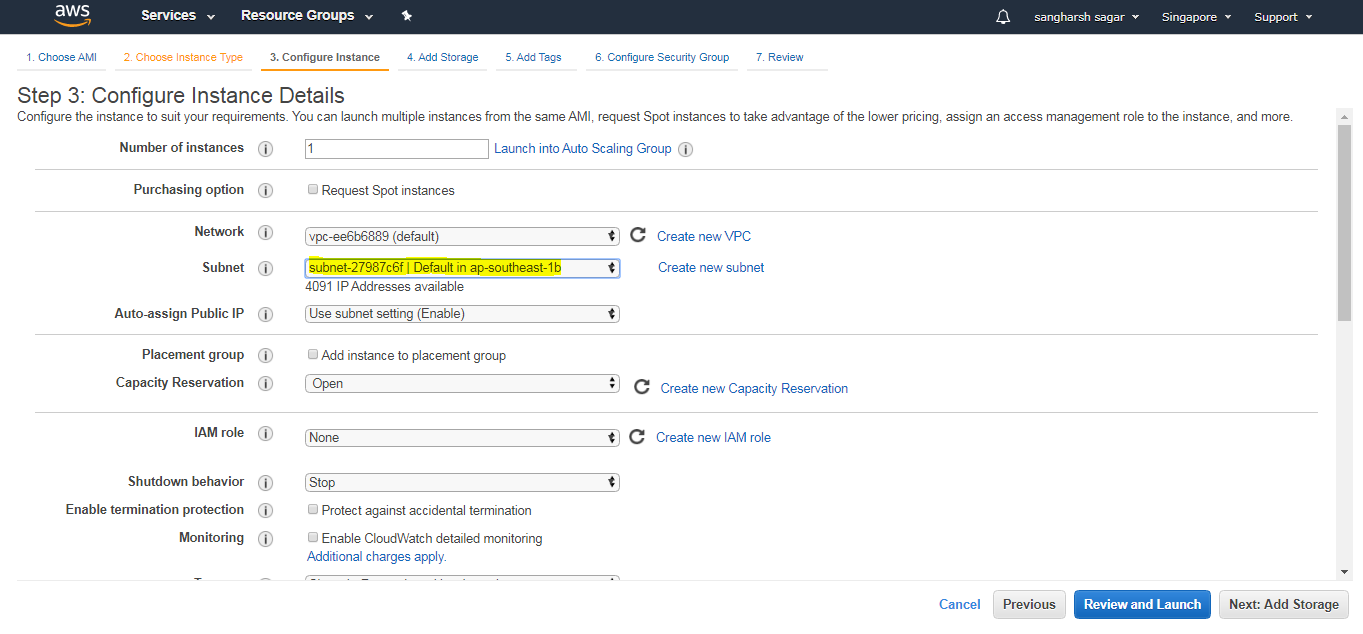 aws Services Resource Groups sangharsh sagar Singapore Support
1. Choose AMI 2. Choose Instance Type 3. Configure Instance 4. Add Storage 5. Add Tags 6. Configure Security Group 7. Review
Step 3: Configure Instance Details
Configure the instance to suit your requirements. You can launch multiple instances from the same AMI, request Spot instances to take advantage of the lower pricing, assign an access management role to the instance, and more.
Number of instances 1 Launch into Auto Scaling Group
Purchasing option Request Spot instances
Network vpc-ee6b6889 (default) Create new VPC
Subnet subnet-27987c6f | Default in ap-southeast-1b Create new subnet
4091 IP Addresses available
Auto-assign Public IP Use subnet setting (Enable)
Placement group Add instance to placement group
Capacity Reservation Open Create new Capacity Reservation
IAM role None Create new IAM role
Shutdown behavior Stop
Enable termination protection Protect against accidental termination
Monitoring Enable CloudWatch detailed monitoring
Additional charges apply.
Cancel Previous Review and Launch Next: Add Storage